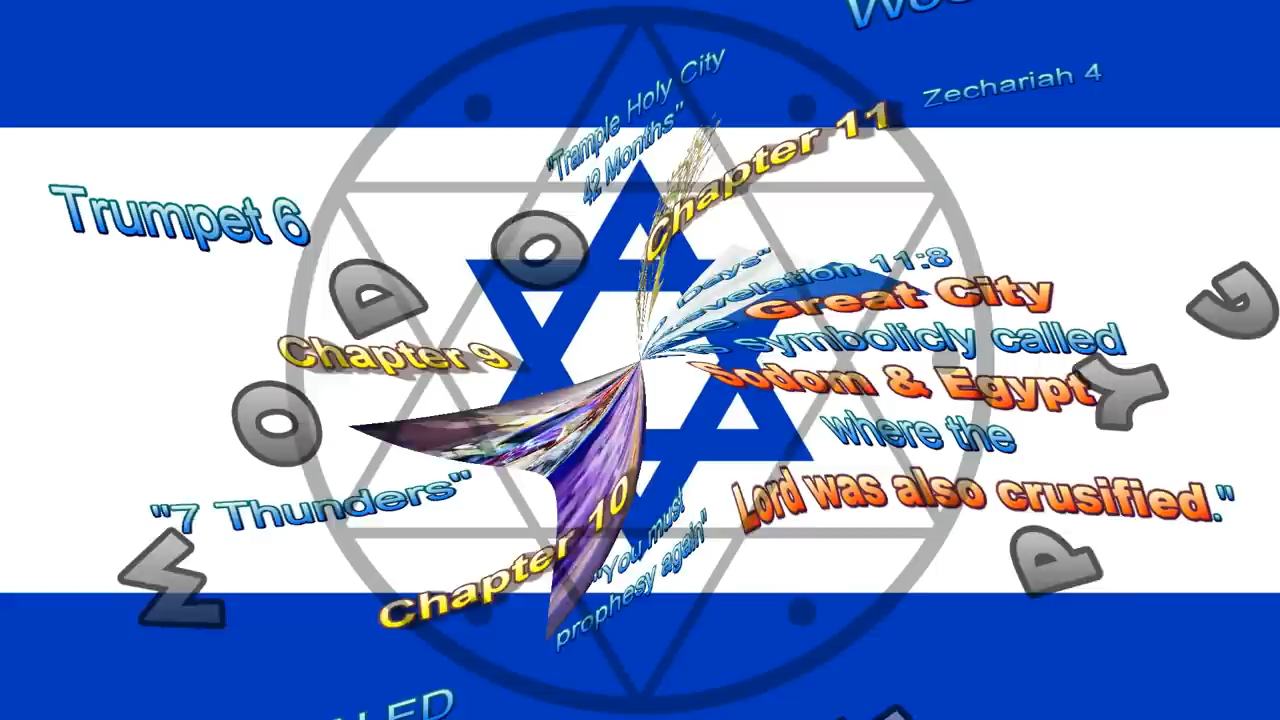 Zechariah 4
"Trample Holy City
42 Months"
Chapter 11
Trumpet 6
Days"
Revelation 11:8
Great City
Symbolicly called
Sodom & Egypt
where the
Lord was also crusified."
Chapter 9
"7 Thunders"
Chapter 10
"You must
prophesy again"
M
O
D
O
G
Y
P